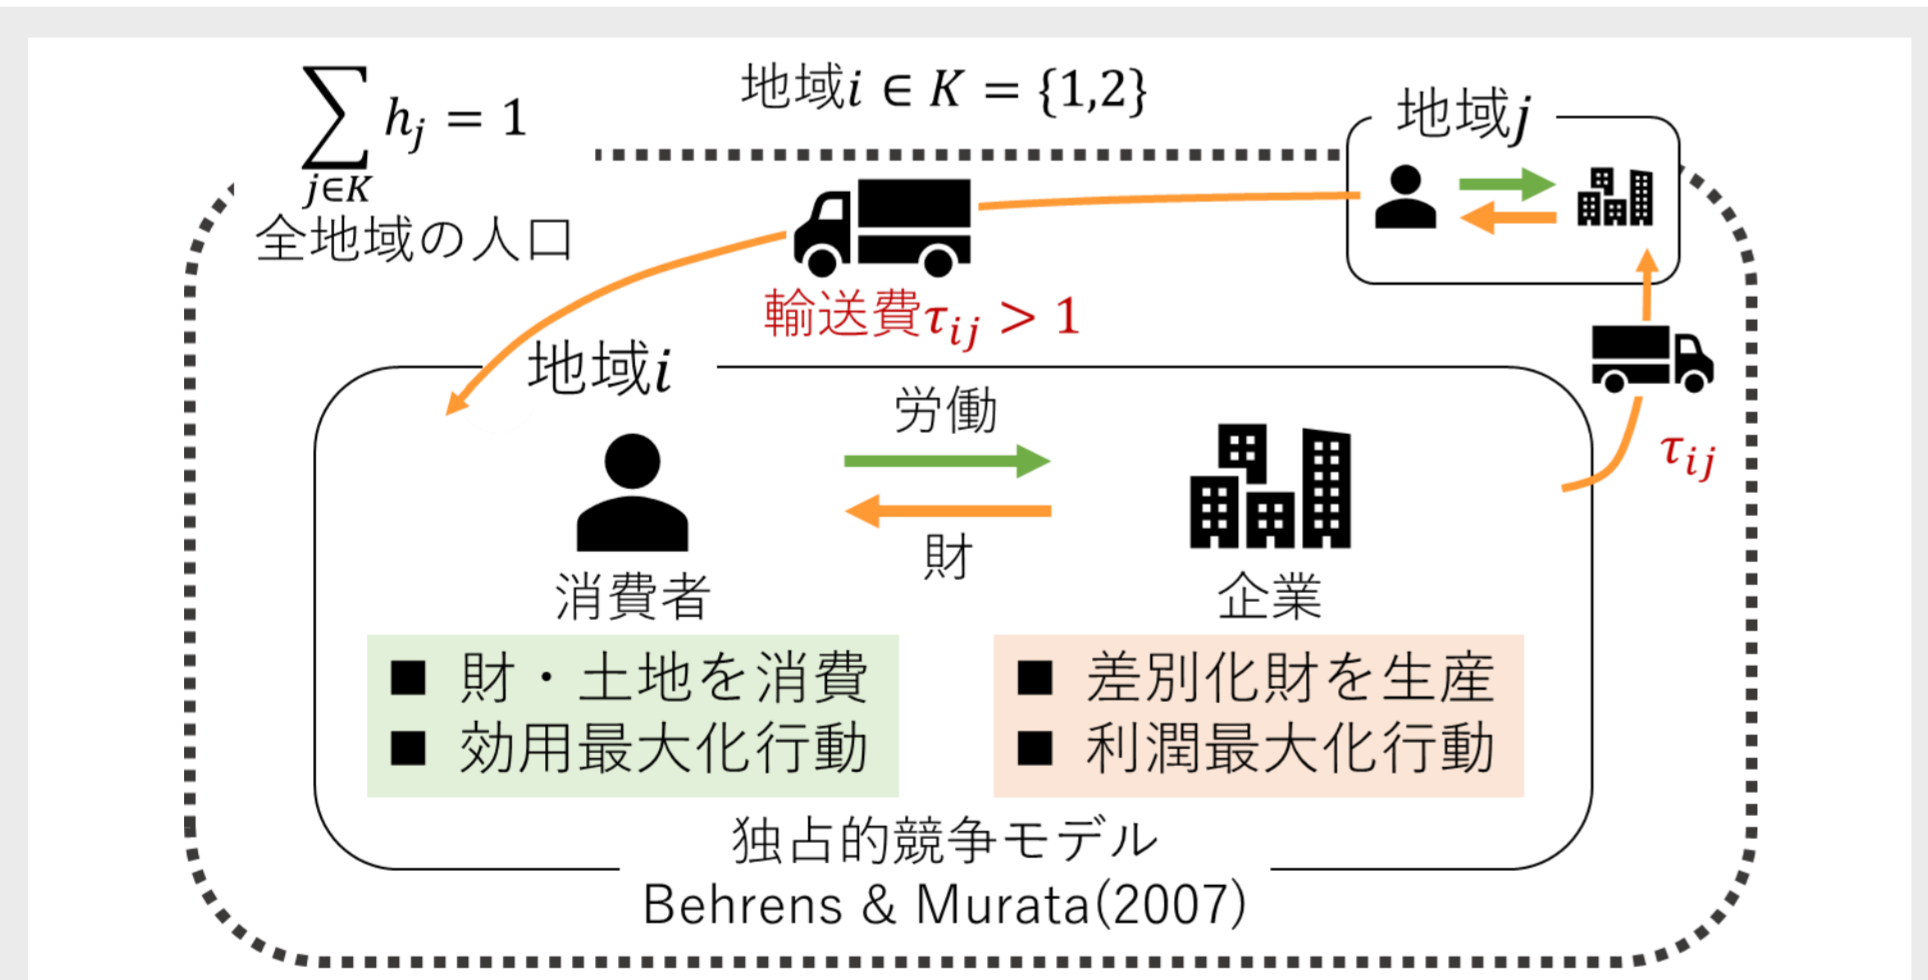 ∑ h_j = 1
j∈K
全地域の人口
地域i ∈ K = {1,2}
地域j
輸送費τ_ij > 1
τ_ij
地域i
労働
財
消費者
企業
■ 財・土地を消費
■ 効用最大化行動
■ 差別化財を生産
■ 利潤最大化行動
独占的競争モデル
Behrens & Murata(2007)